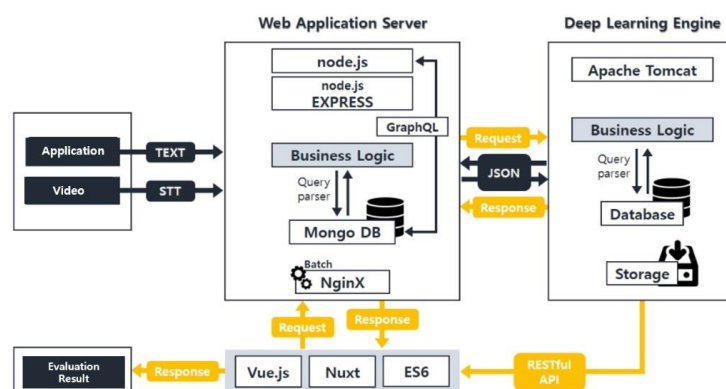 Web Application Server
Deep Learning Engine
node.js
node.js
EXPRESS
GraphQL
Apache Tomcat
Application
TEXT
Video
STT
Business Logic
Query
parser
Mongo DB
Batch
NginX
Request
JSON
Response
Business Logic
Query
parser
Database
Storage
Request
Response
Evaluation
Result
Response
Vue.js
Nuxt
ES6
RESTful
API